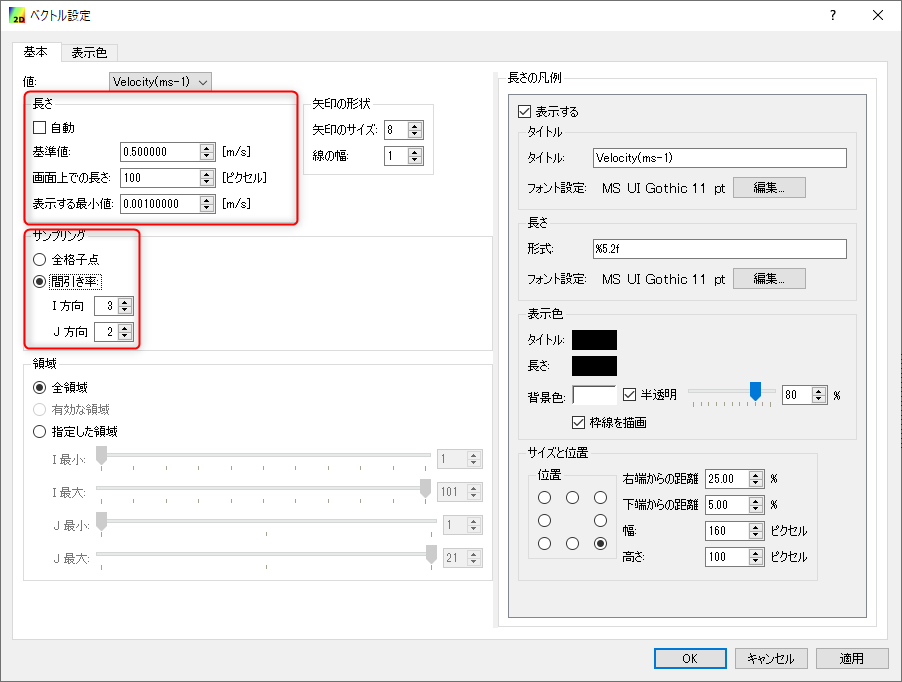 2D ベクトル設定 ?
基本 表示色
値: Velocity(ms-1)
長さ
自動
基準値: 0.500000 [m/s]
画面上での長さ: 100 [ピクセル]
表示する最小値: 0.00100000 [m/s]
矢印の形状
矢印のサイズ: 8
線の幅: 1
サンプリング
全格子点
間引き率:
I 方向 3
J 方向 2
領域
全領域
有効な領域
指定した領域
I 最小: 1
I 最大: 101
J 最小: 1
J 最大: 21
長さの凡例
表示する
タイトル
タイトル: Velocity(ms-1)
フォント設定: MS UI Gothic 11 pt 編集...
長さ
形式: %5.2f
フォント設定: MS UI Gothic 11 pt 編集...
表示色
タイトル:
長さ:
背景色: 半透明 80 %
枠線を描画
サイズと位置
位置
右端からの距離 25.00 %
下端からの距離 5.00 %
幅: 160 ピクセル
高さ: 100 ピクセル
OK キャンセル 適用